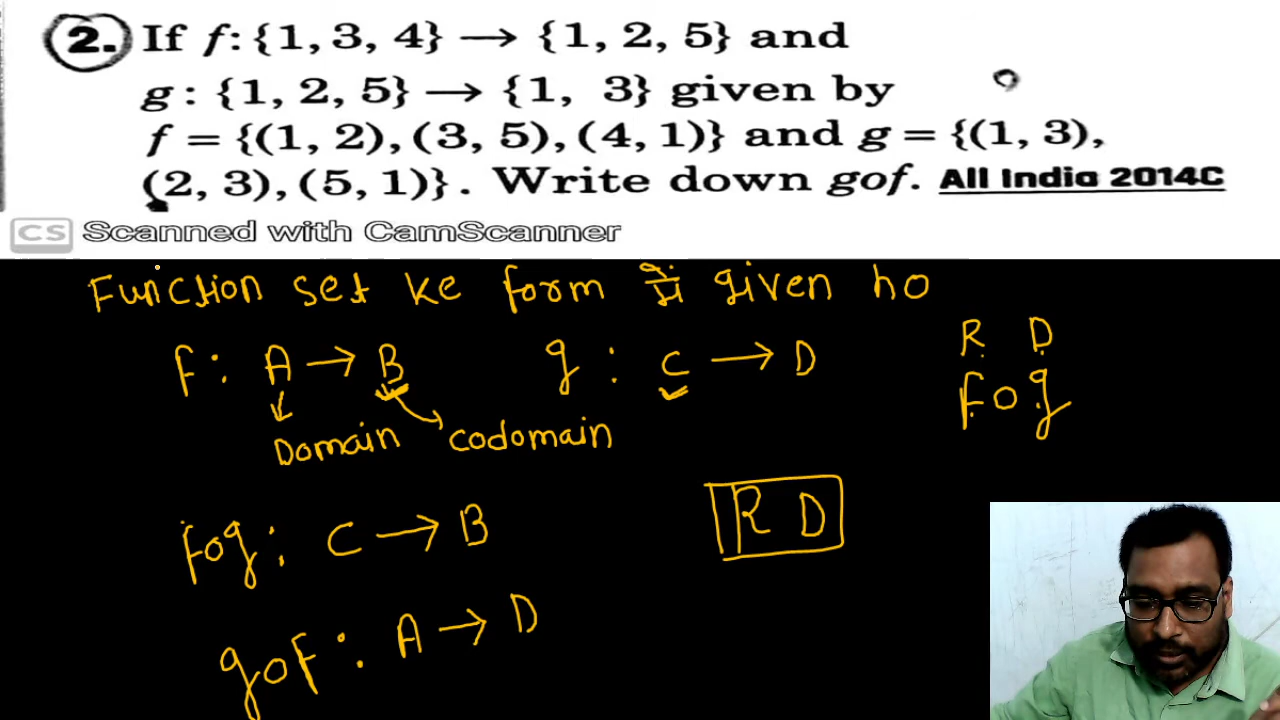 2. If f: {1, 3, 4} → {1, 2, 5} and
g : {1, 2, 5} → {1, 3} given by
f = {(1, 2), (3, 5), (4, 1)} and g = {(1, 3),
(2, 3), (5, 1)}. Write down gof. All India 2014C
CS Scanned with CamScanner
Function set ke form में given ho
f: A → B g : C → D
R D
fog
Domain codomain
fog: C → B
R D
gof: A → D